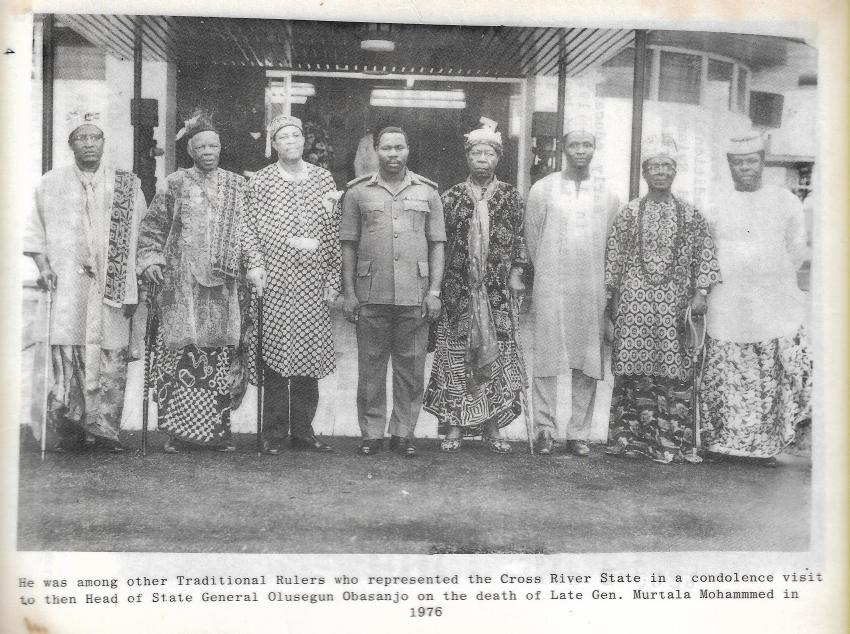 4
He was among other Traditional Rulers who represented the Cross River State in a condolence visit
to then Head of State General Olusegun Obasanjo on the death of Late Gen. Murtala Mohammmed in
1976